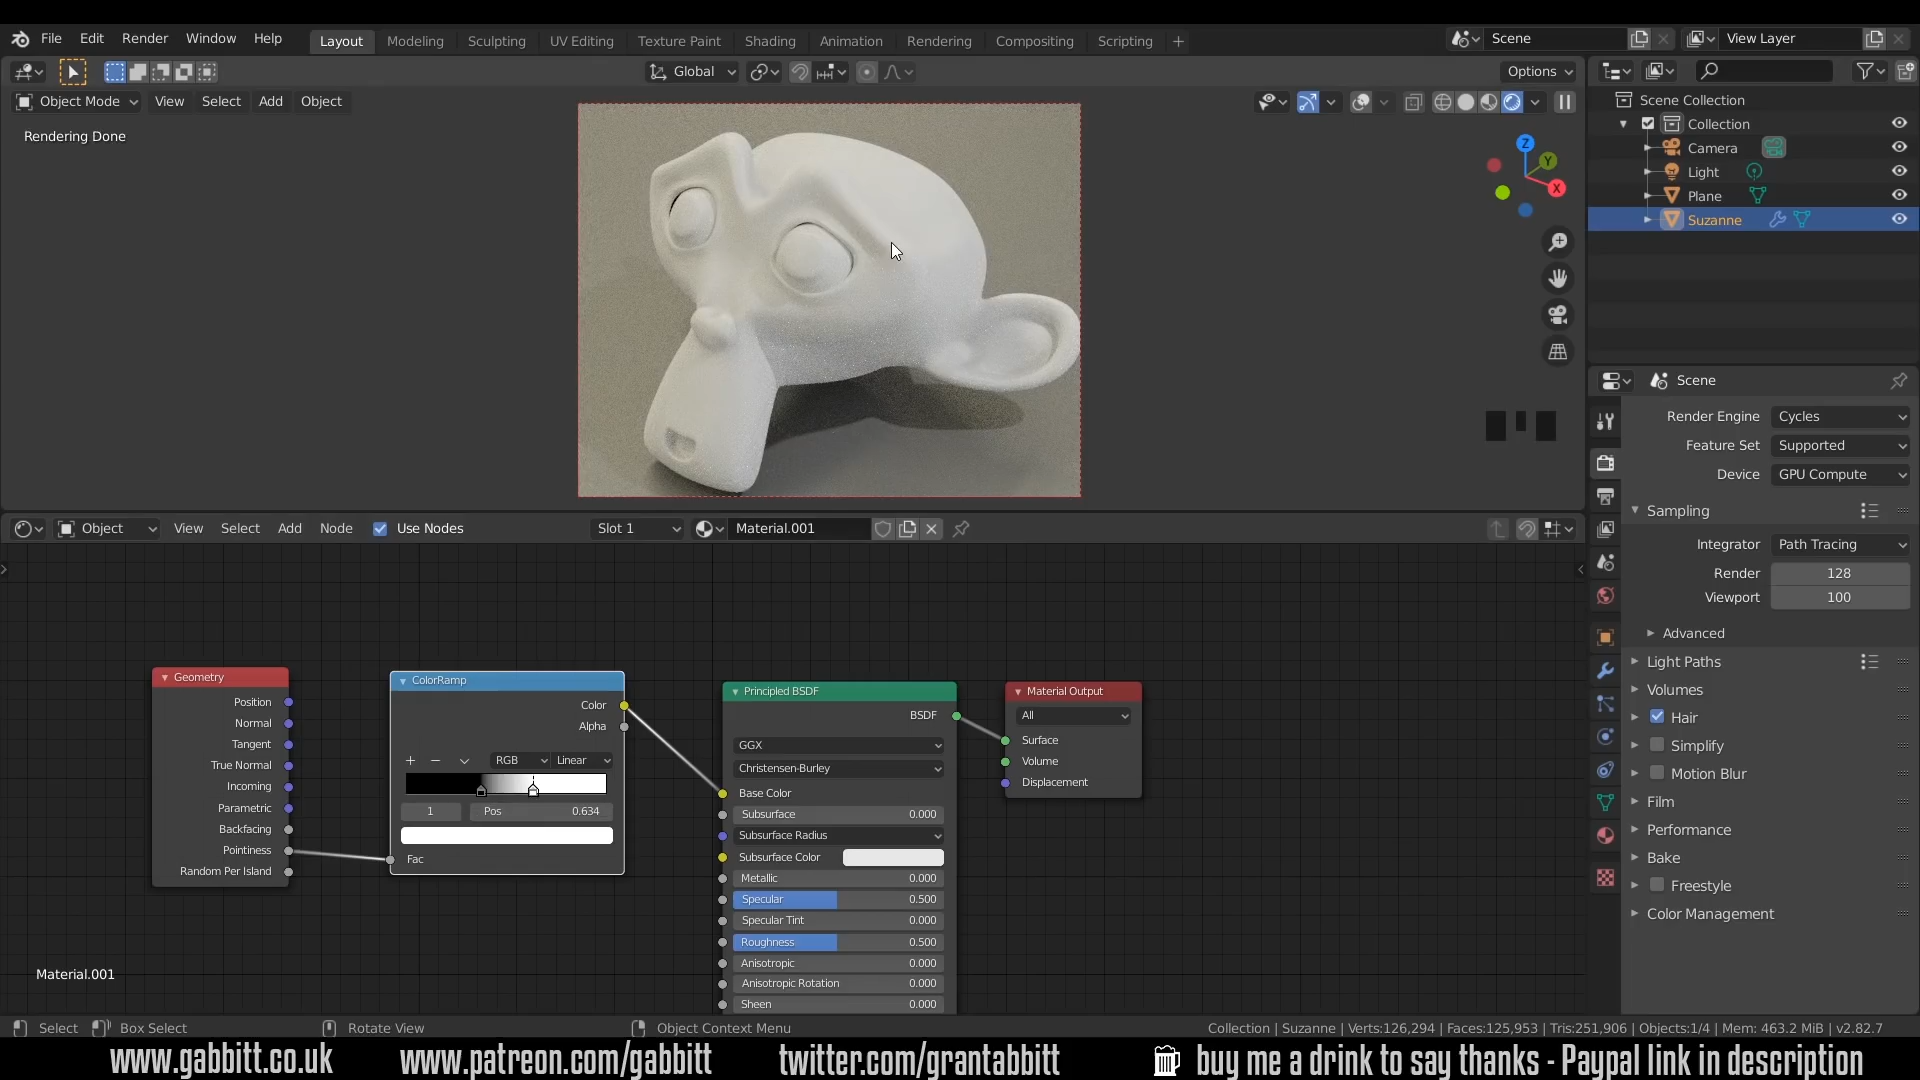 File Edit Render Window Help Layout Modeling Sculpting UV Editing Texture Paint Shading Animation Rendering Compositing Scripting + Scene View Layer
Global Options
Object Mode View Select Add Object
Rendering Done
Z Y X
Scene Collection
Collection
Camera
Light
Plane
Suzanne
Scene
Render Engine Cycles
Feature Set Supported
Device GPU Compute
Sampling
Integrator Path Tracing
Render 128
Viewport 100
Advanced
Light Paths
Volumes
Hair
Simplify
Motion Blur
Film
Performance
Bake
Freestyle
Color Management
Object View Select Add Node Use Nodes Slot 1 Material.001
Geometry
Position
Normal
Tangent
True Normal
Incoming
Parametric
Backfacing
Pointiness
Random Per Island
ColorRamp
Color
Alpha
+ − RGB Linear
1 Pos 0.634
Fac
Principled BSDF
BSDF
GGX
Christensen-Burley
Base Color
Subsurface 0.000
Subsurface Radius
Subsurface Color
Metallic 0.000
Specular 0.500
Specular Tint 0.000
Roughness 0.500
Anisotropic 0.000
Anisotropic Rotation 0.000
Sheen 0.000
Material Output
All
Surface
Volume
Displacement
Material.001
Select Box Select Rotate View Object Context Menu Collection | Suzanne | Verts:126,294 | Faces:125,953 | Tris:251,906 | Objects:1/4 | Mem: 463.2 MiB | v2.82.7
www.gabbitt.co.uk www.patreon.com/gabbitt twitter.com/grantabbitt buy me a drink to say thanks - Paypal link in description